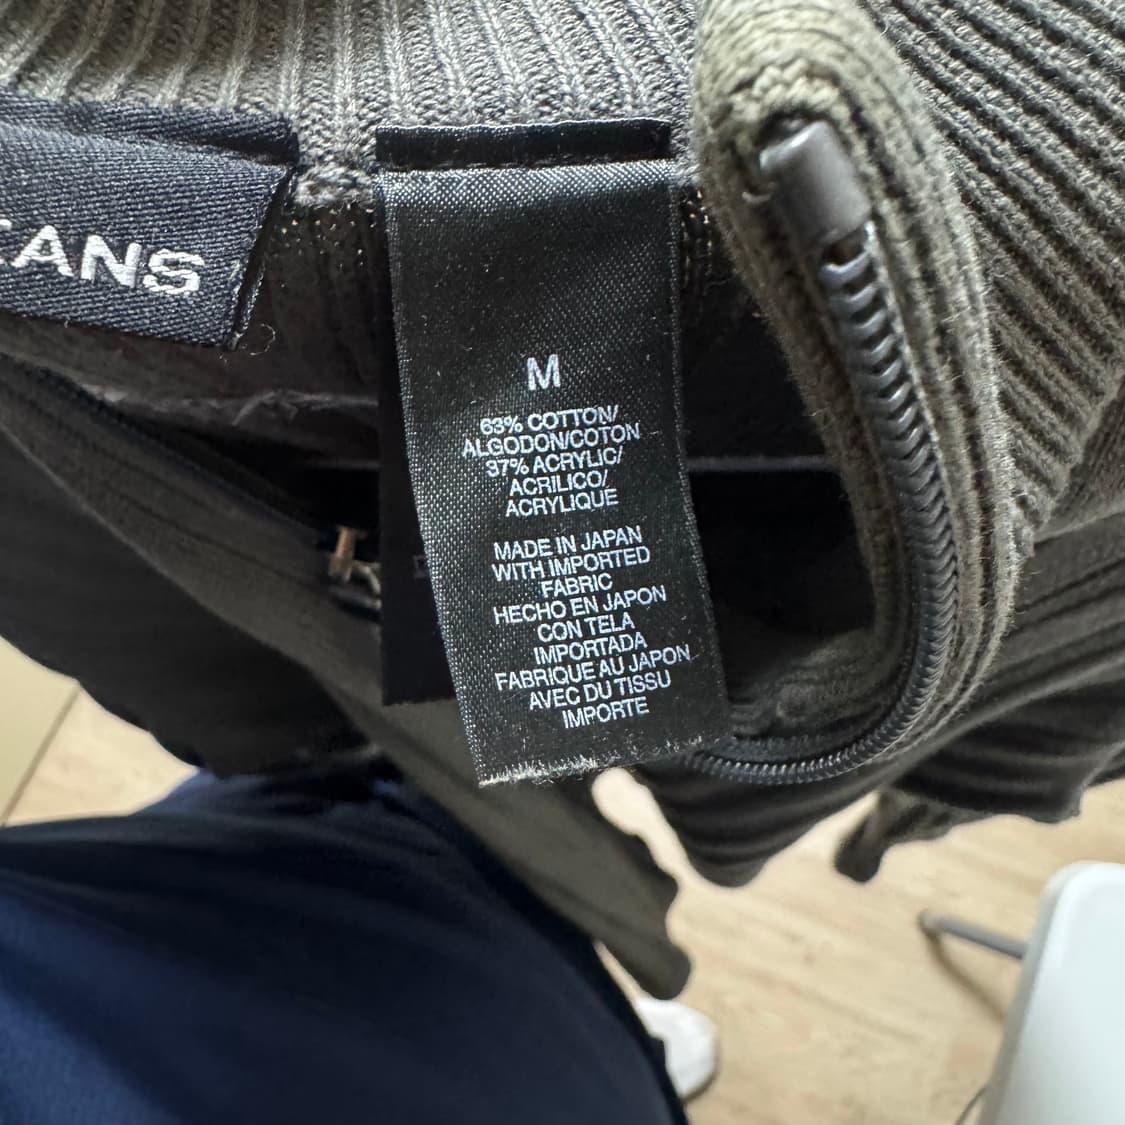 EANS
M
63% COTTON/
ALGODON/COTON
37% ACRYLIC/
ACRILICO/
ACRYLIQUE
MADE IN JAPAN
WITH IMPORTED
FABRIC
HECHO EN JAPON
CON TELA
IMPORTADA
FABRIQUE AU JAPON
AVEC DU TISSU
IMPORTE